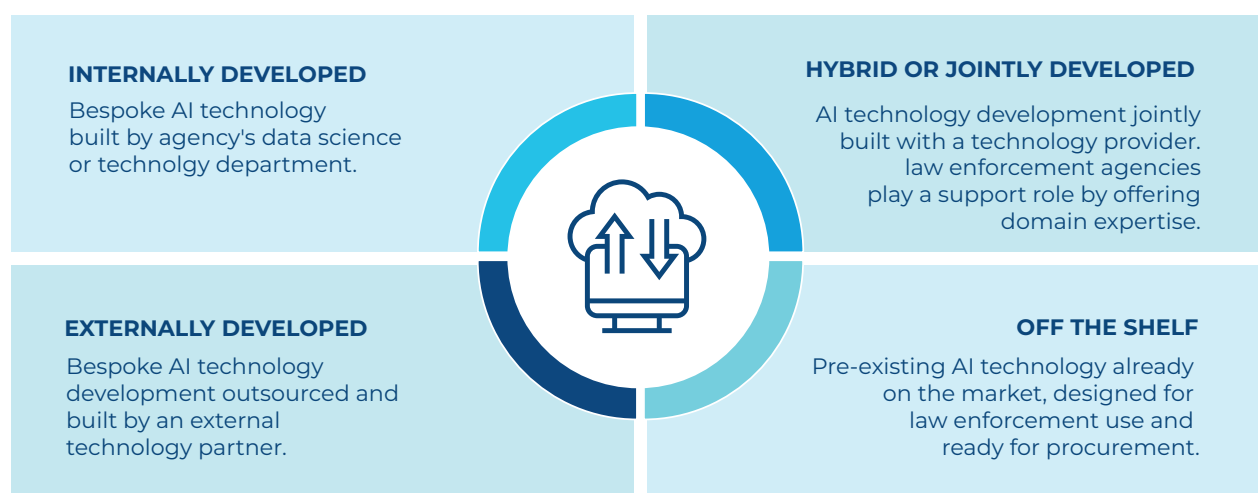 INTERNALLY DEVELOPED
Bespoke AI technology
built by agency's data science
or technolgy department.
HYBRID OR JOINTLY DEVELOPED
AI technology development jointly
built with a technology provider.
law enforcement agencies
play a support role by offering
domain expertise.
EXTERNALLY DEVELOPED
Bespoke AI technology
development outsourced and
built by an external
technology partner.
OFF THE SHELF
Pre-existing AI technology already
on the market, designed for
law enforcement use and
ready for procurement.